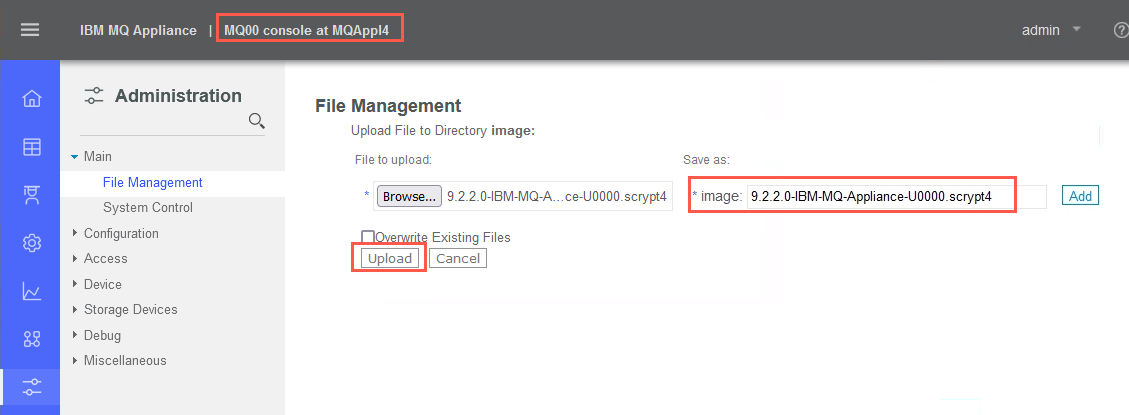 IBM MQ Appliance | MQ00 console at MQAppl4 admin
Administration
Main
File Management
System Control
Configuration
Access
Device
Storage Devices
Debug
Miscellaneous
File Management
Upload File to Directory image:
File to upload: Save as:
* Browse... 9.2.2.0-IBM-MQ-A...ce-U0000.scrypt4 * image: 9.2.2.0-IBM-MQ-Appliance-U0000.scrypt4 Add
Overwrite Existing Files
Upload Cancel